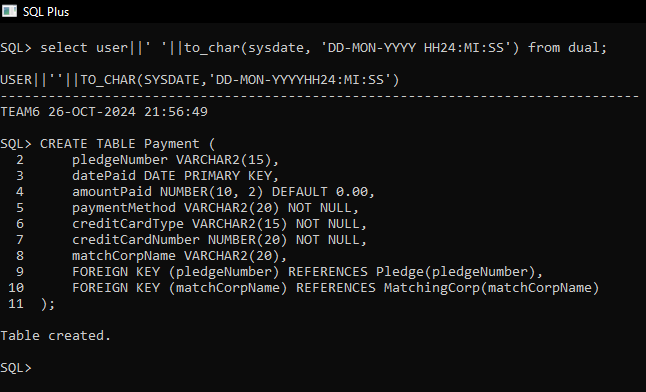 SQL Plus
SQL> select user||' '||to_char(sysdate, 'DD-MON-YYYY HH24:MI:SS') from dual;
USER||''||TO_CHAR(SYSDATE,'DD-MON-YYYYHH24:MI:SS')
--------------------------------------------------------------------------------
TEAM6 26-OCT-2024 21:56:49
SQL> CREATE TABLE Payment (
2 pledgeNumber VARCHAR2(15),
3 datePaid DATE PRIMARY KEY,
4 amountPaid NUMBER(10, 2) DEFAULT 0.00,
5 paymentMethod VARCHAR2(20) NOT NULL,
6 creditCardType VARCHAR2(15) NOT NULL,
7 creditCardNumber NUMBER(20) NOT NULL,
8 matchCorpName VARCHAR2(20),
9 FOREIGN KEY (pledgeNumber) REFERENCES Pledge(pledgeNumber),
10 FOREIGN KEY (matchCorpName) REFERENCES MatchingCorp(matchCorpName)
11 );
Table created.
SQL>